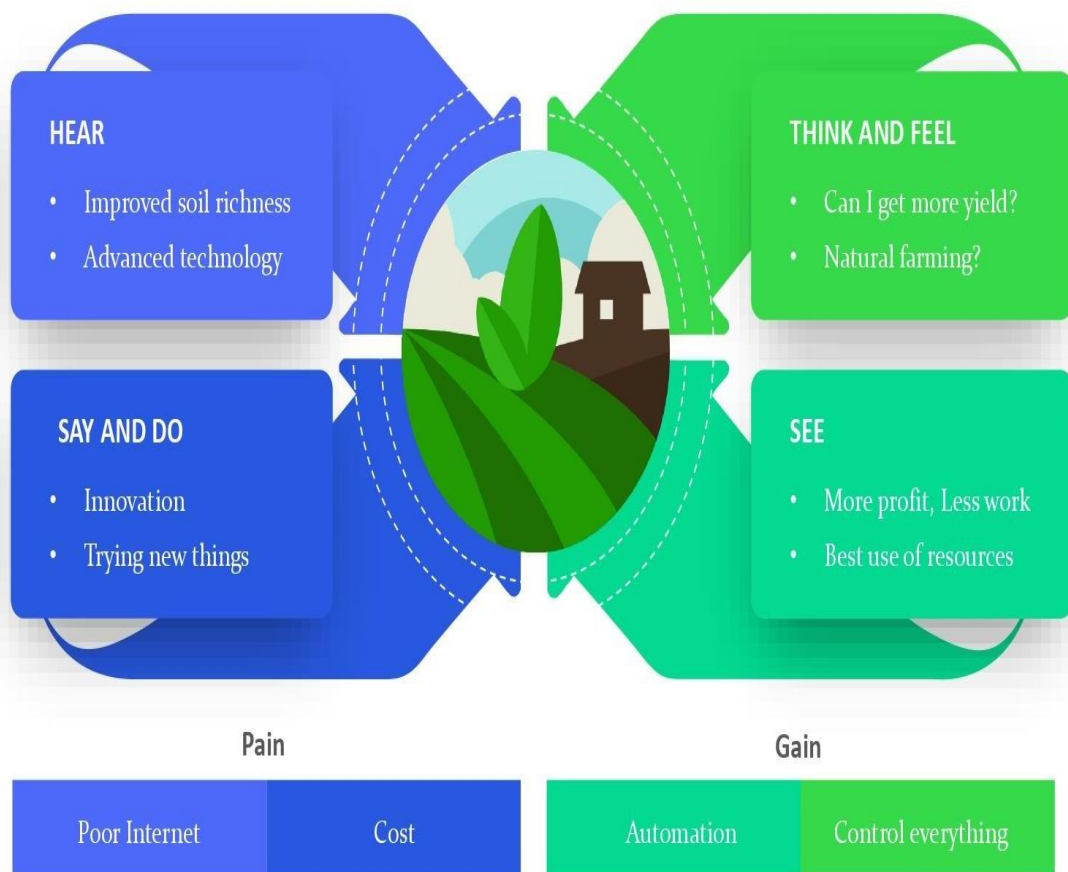 HEAR
• Improved soil richness
• Advanced technology
THINK AND FEEL
• Can I get more yield?
• Natural farming?
SAY AND DO
• Innovation
• Trying new things
SEE
• More profit, Less work
• Best use of resources
Pain
Poor Internet
Cost
Gain
Automation
Control everything